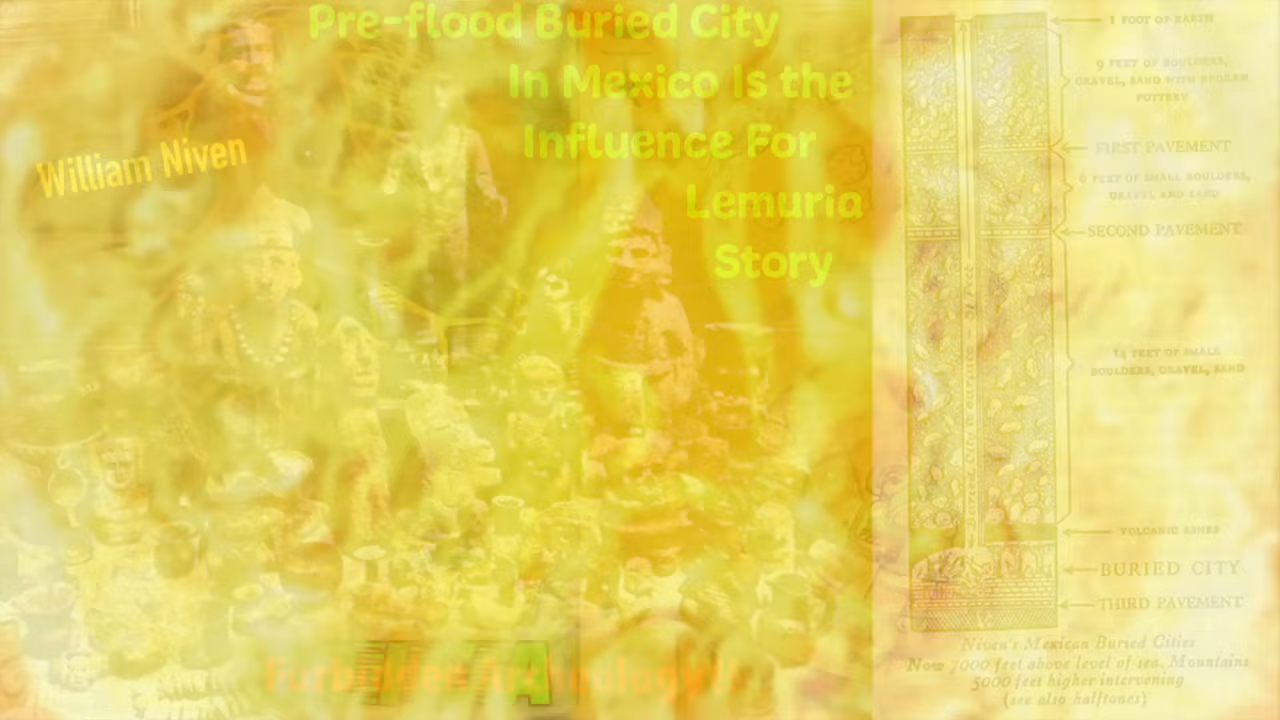 Pre-flood Buried City
In Mexico Is the
Influence For
Lemuria
Story
William Niven
Forbidden Archaeology
1 FOOT OF EARTH
9 FEET OF BOULDERS,
GRAVEL, SAND WITH BROKEN
POTTERY
FIRST PAVEMENT
6 FEET OF SMALL BOULDERS,
GRAVEL AND SAND
SECOND PAVEMENT
14 FEET OF SMALL
BOULDERS, GRAVEL, SAND
VOLCANIC ASHES
BURIED CITY
THIRD PAVEMENT
Niven's Mexican Buried Cities
Now 7000 feet above level of sea. Mountains
5000 feet higher intervening
(see also halftones)